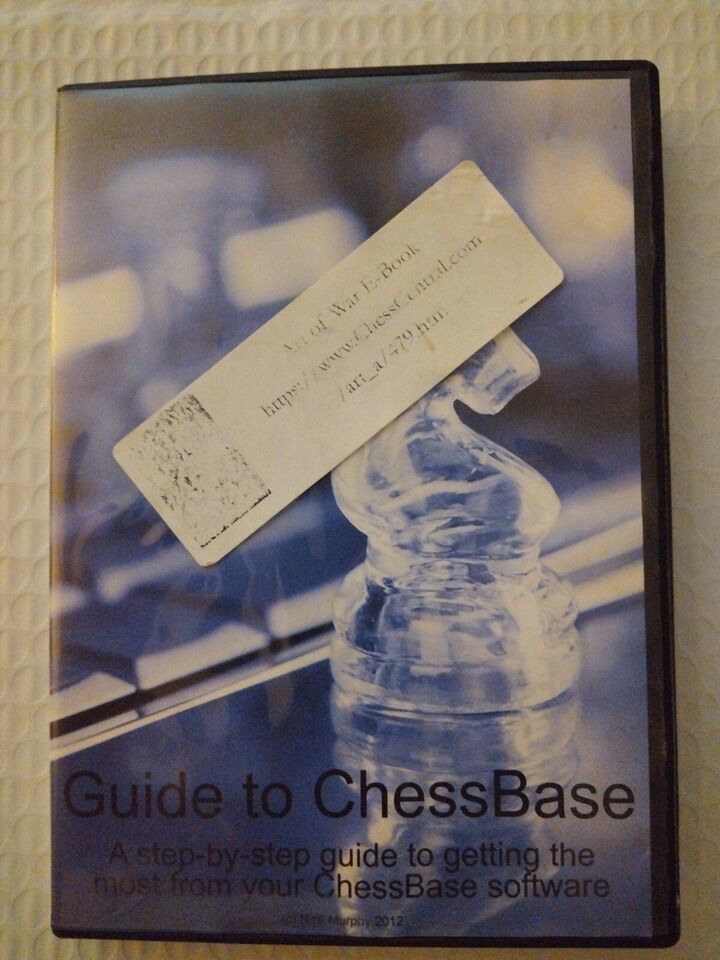 Art of War E-Book
https://www.ChessCentral.com
/art_a/479.htm
Guide to ChessBase
A step-by-step guide to getting the
most from your ChessBase software
(c) Nick Murphy 2012